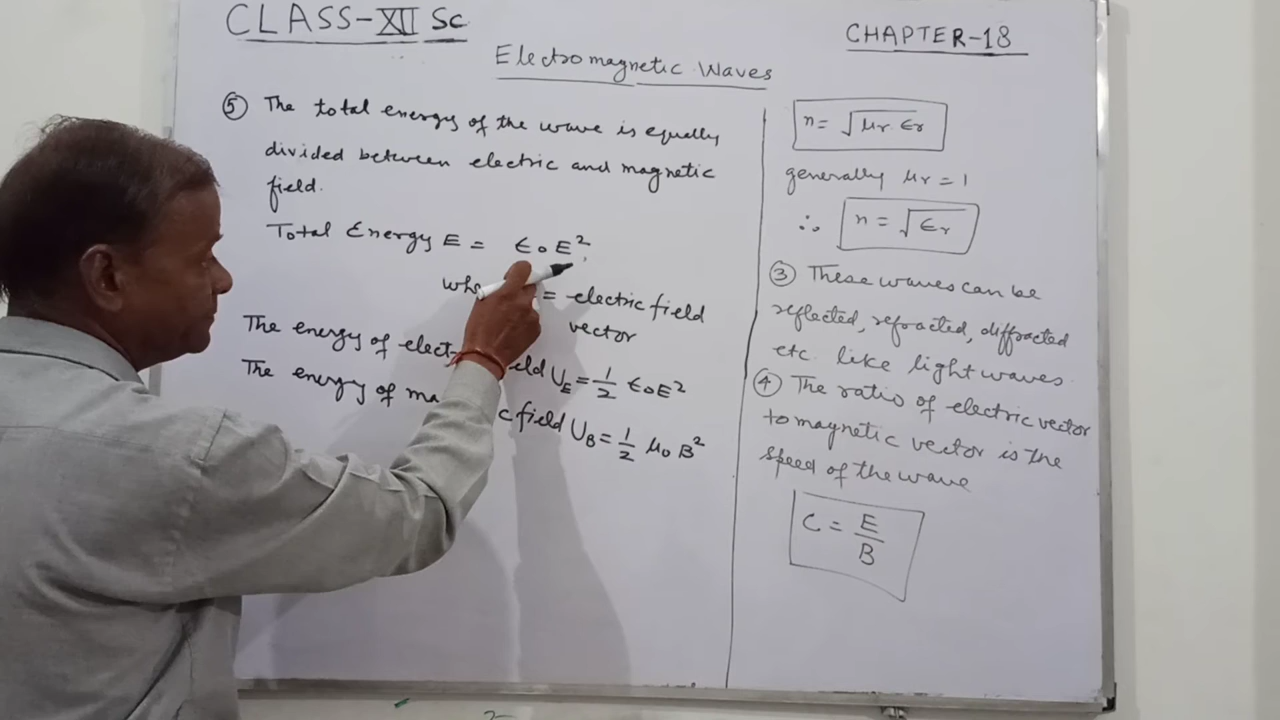 CLASS-XII Sc
CHAPTER-18
Electromagnetic Waves
⑤ The total energy of the wave is equally
divided between electric and magnetic
field.
Total Energy E = ϵ₀E²,
= electric field
vector
The energy of field U_E = 1/2 ϵ₀E²
The energy of field U_B = 1/2 μ₀B²
n = √μr.ϵr
generally μr = 1
∴ n = √ϵr
③ These waves can be
reflected, refracted, diffracted
etc. like light waves.
④ The ratio of electric vector
to magnetic vector is the
speed of the wave
C = E/B